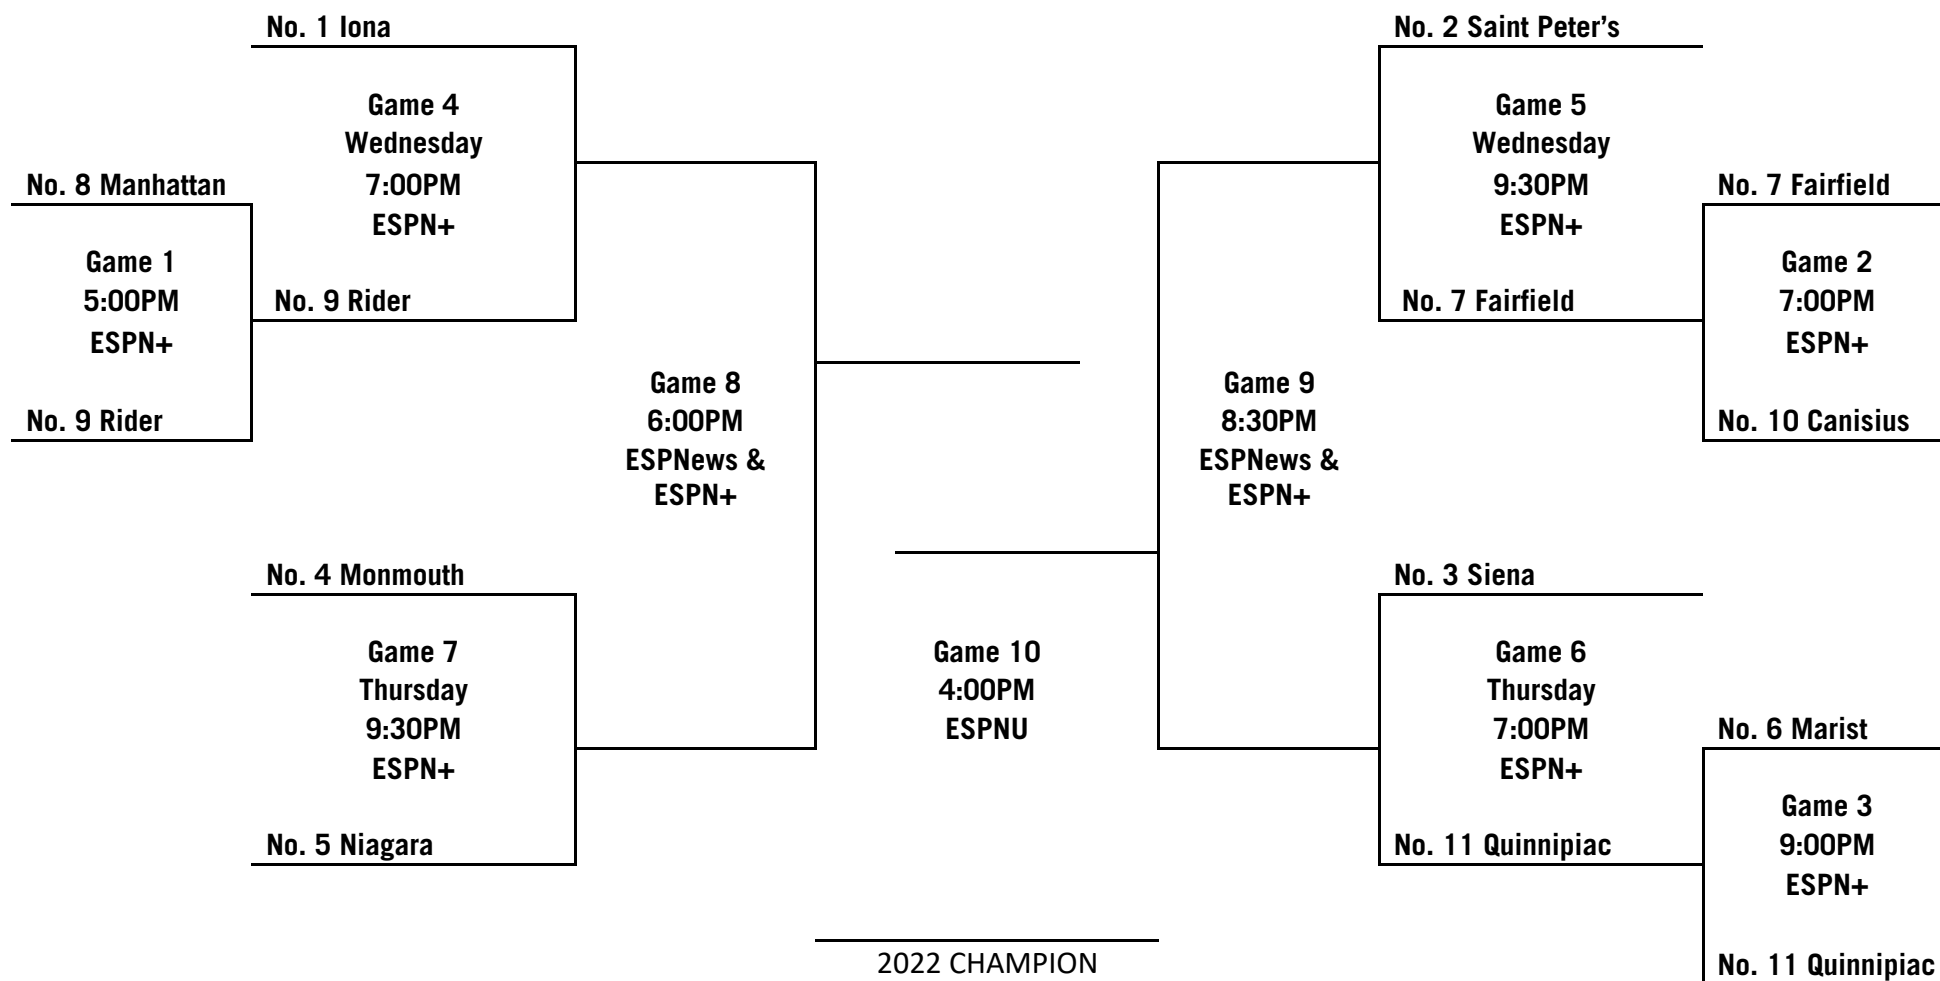 No. 1 Iona
Game 4
Wednesday
7:00PM
ESPN+
No. 8 Manhattan
Game 1
5:00PM
ESPN+
No. 9 Rider
No. 9 Rider
Game 8
6:00PM
ESPNews &
ESPN+
No. 4 Monmouth
Game 7
Thursday
9:30PM
ESPN+
No. 5 Niagara
Game 10
4:00PM
ESPNU
2022 CHAMPION
No. 2 Saint Peter’s
Game 5
Wednesday
9:30PM
ESPN+
No. 7 Fairfield
No. 7 Fairfield
Game 2
7:00PM
ESPN+
No. 10 Canisius
Game 9
8:30PM
ESPNews &
ESPN+
No. 3 Siena
Game 6
Thursday
7:00PM
ESPN+
No. 11 Quinnipiac
No. 6 Marist
Game 3
9:00PM
ESPN+
No. 11 Quinnipiac